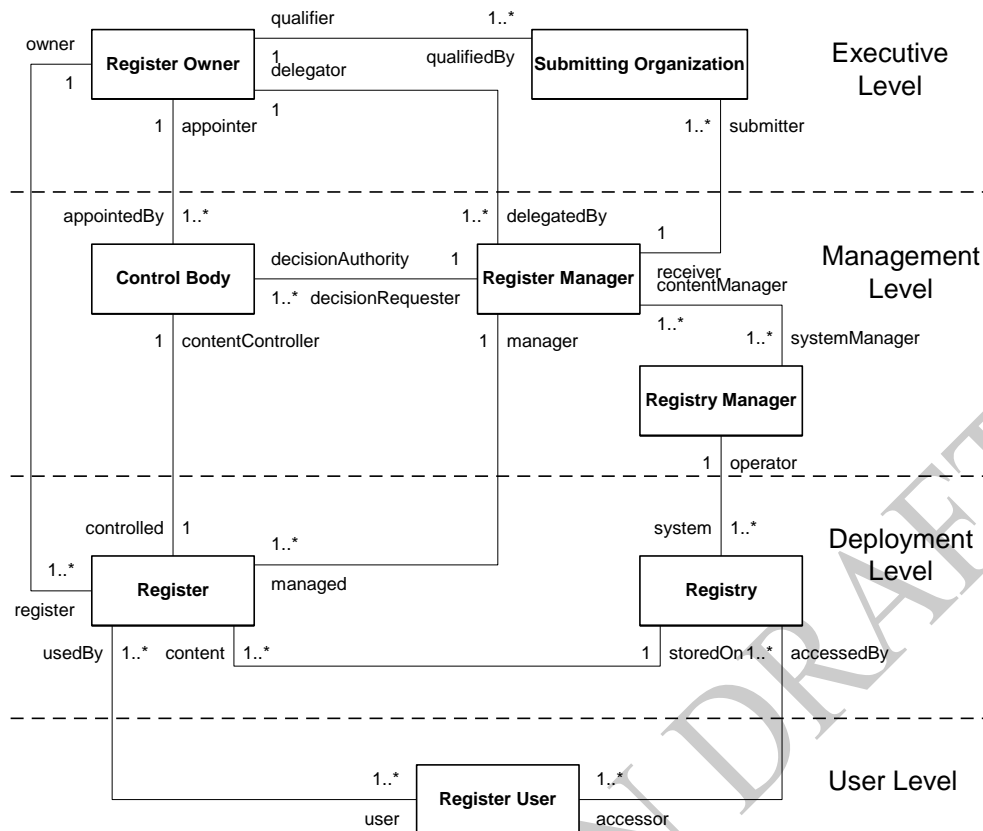 qualifier 1..*
owner
Register Owner
Submitting Organization
Executive
Level
1
1
delegator
qualifiedBy
1
1 appointer
1..* submitter
appointedBy 1..*
1..* delegatedBy
Control Body
decisionAuthority 1
Register Manager
1
receiver
contentManager
Management
Level
1..* decisionRequester
1 contentController
1 manager
1..*
1..* systemManager
Registry Manager
1 operator
controlled 1
1..*
system 1..*
Deployment
Level
1..*
Register
managed
Registry
register
usedBy 1..* content 1..*
1 storedOn 1..* accessedBy
1..*
Register User
1..*
User Level
user
accessor
N DRAFT